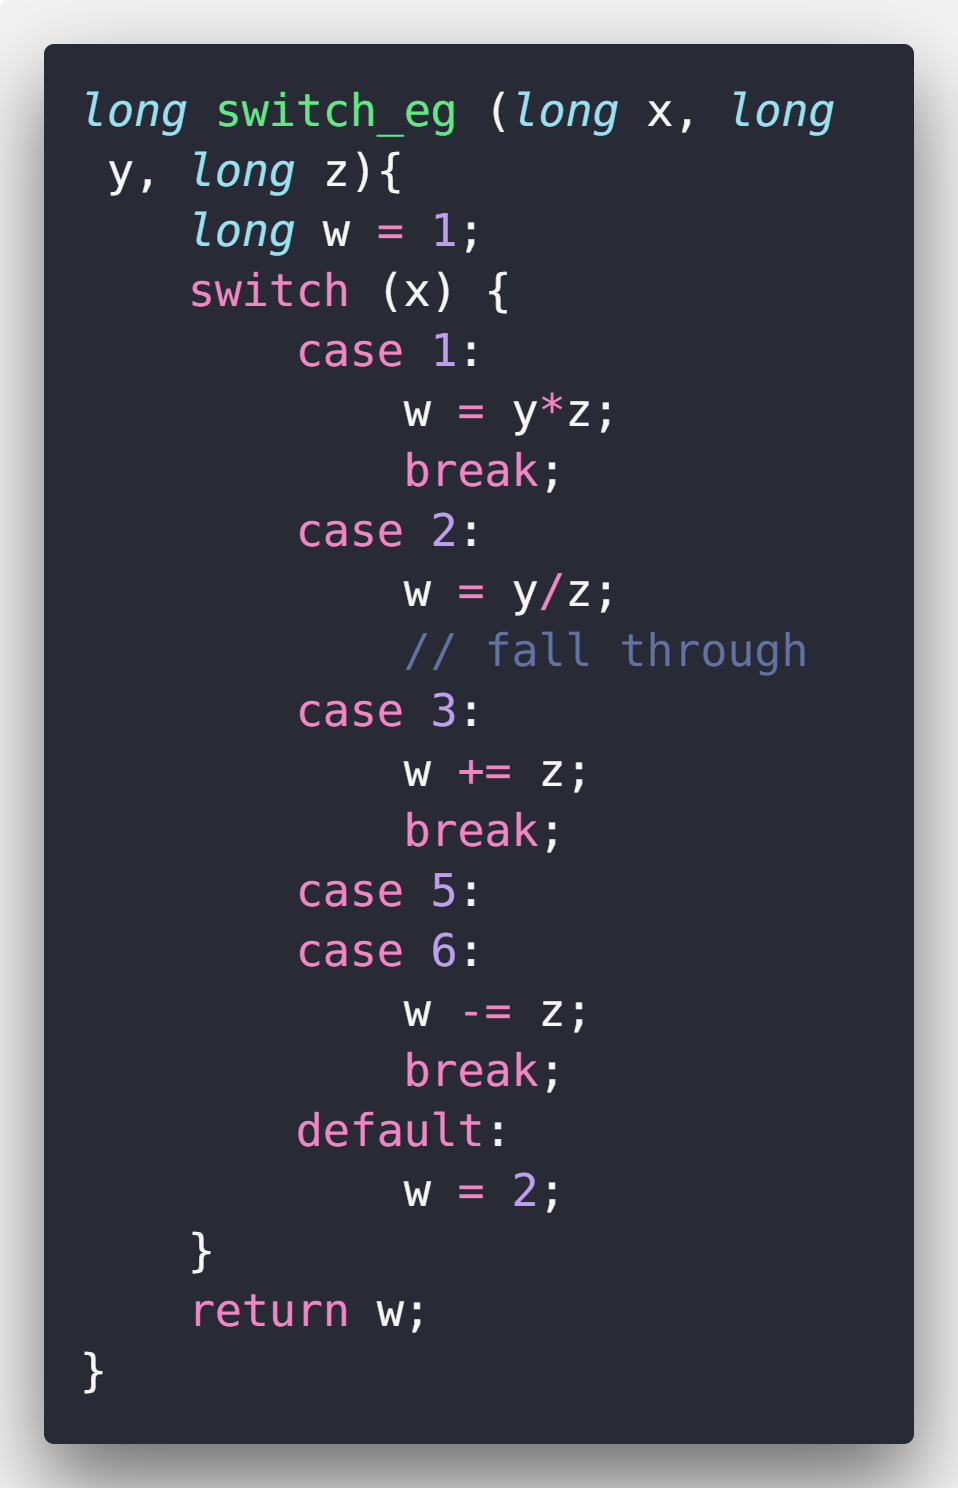 long switch_eg (long x, long
 y, long z){
    long w = 1;
    switch (x) {
        case 1:
            w = y*z;
            break;
        case 2:
            w = y/z;
            // fall through
        case 3:
            w += z;
            break;
        case 5:
        case 6:
            w -= z;
            break;
        default:
            w = 2;
    }
    return w;
}